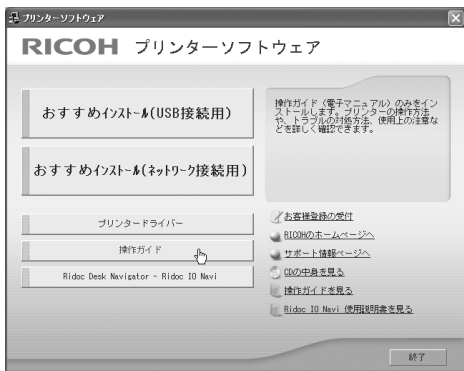 プリンターソフトウェア
RICOH プリンターソフトウェア
おすすめインストール(USB接続用)
おすすめインストール(ネットワーク接続用)
プリンタードライバー
操作ガイド
Ridoc Desk Navigator - Ridoc IO Navi
操作ガイド（電子マニュアル）のみをイン
ストールします。プリンターの操作方法
や、トラブルの対処方法、使用上の注意な
どを詳しく確認できます。
お客様登録の受付
RICOHのホームページへ
サポート情報ページへ
CDの中身を見る
操作ガイドを見る
Ridoc IO Navi 使用説明書を見る
終了